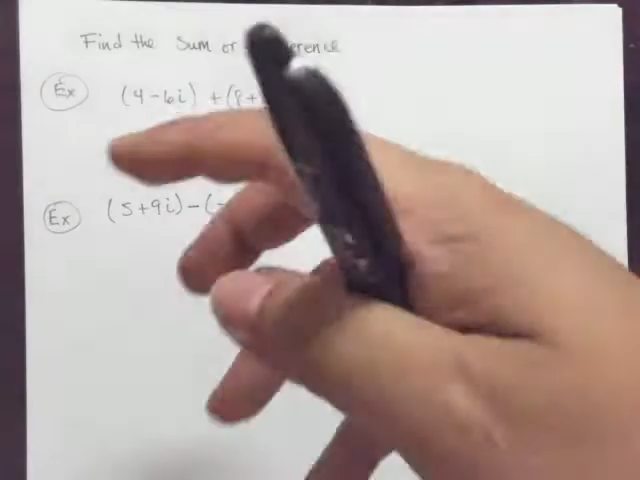 Find the Sum or
Ex (4-6i) + (8+
Ex (5+9i) - (-